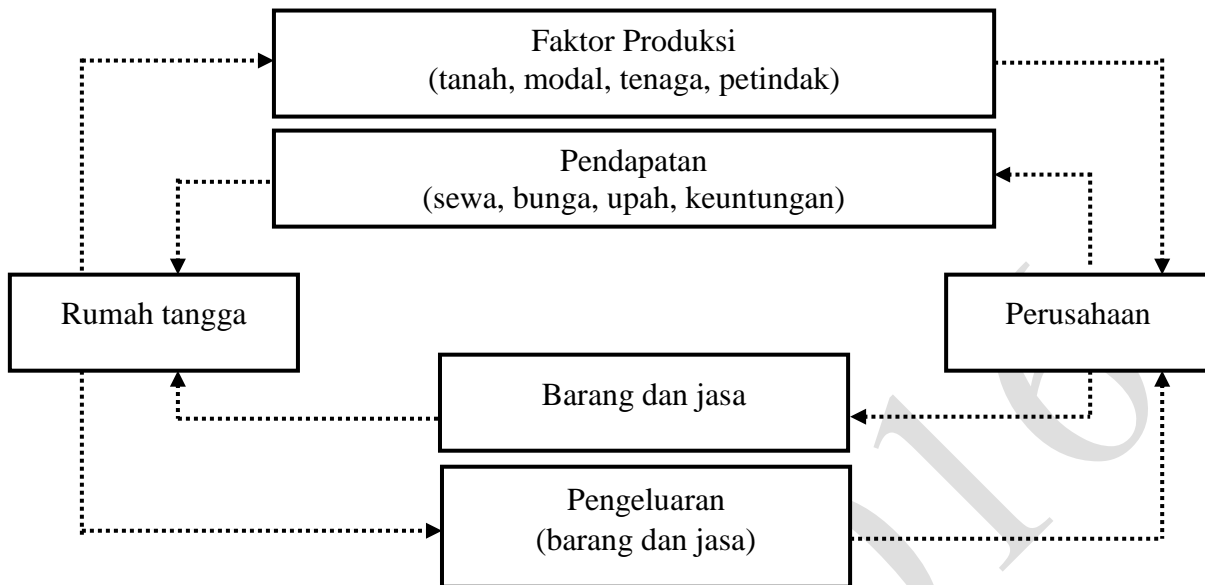 Faktor Produksi
(tanah, modal, tenaga, petindak)
Pendapatan
(sewa, bunga, upah, keuntungan)
Rumah tangga
Perusahaan
Barang dan jasa
Pengeluaran
(barang dan jasa)